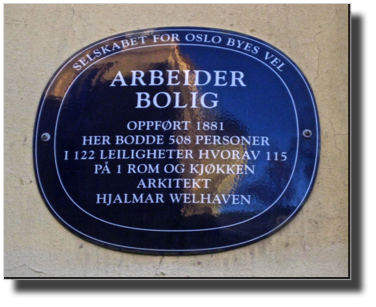 SELSKABET FOR OSLO BYES VEL
ARBEIDER
BOLIG
OPPFØRT 1881
HER BODDE 508 PERSONER
I 122 LEILIGHETER HVORAV 115
PÅ 1 ROM OG KJØKKEN
ARKITEKT
HJALMAR WELHAVEN